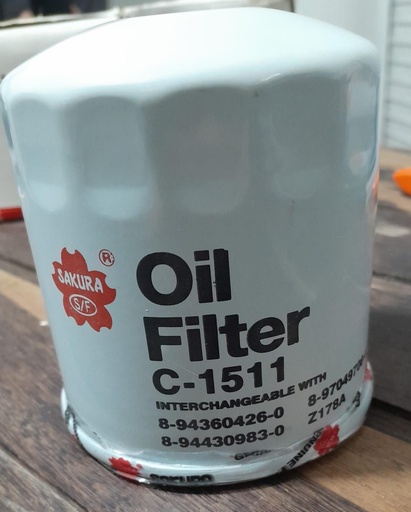 SAKURA
S/F
®
Oil
Filter
C-1511
INTERCHANGEABLE WITH
8-94360426-0
8-94430983-0
Z178A